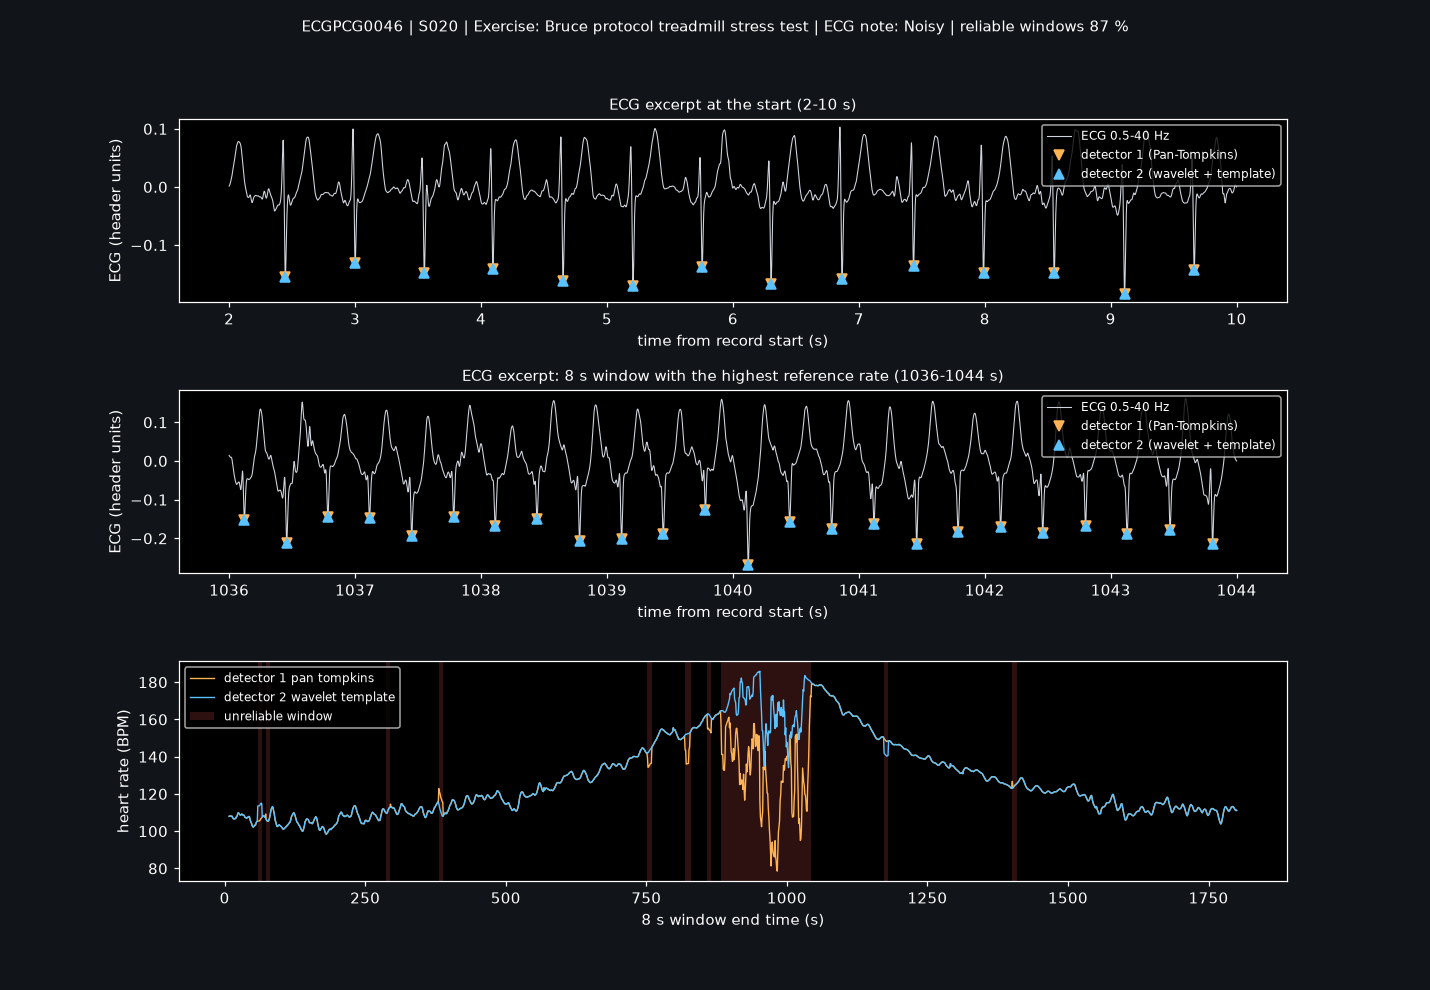 ECGPCG0046 | S020 | Exercise: Bruce protocol treadmill stress test | ECG note: Noisy | reliable windows 87 %
ECG excerpt at the start (2-10 s)
ECG (header units)
0.1
0.0
−0.1
ECG 0.5-40 Hz
detector 1 (Pan-Tompkins)
detector 2 (wavelet + template)
2 3 4 5 6 7 8 9 10
time from record start (s)
ECG excerpt: 8 s window with the highest reference rate (1036-1044 s)
ECG (header units)
0.1
0.0
−0.1
−0.2
ECG 0.5-40 Hz
detector 1 (Pan-Tompkins)
detector 2 (wavelet + template)
1036 1037 1038 1039 1040 1041 1042 1043 1044
time from record start (s)
heart rate (BPM)
180
160
140
120
100
80
detector 1 pan tompkins
detector 2 wavelet template
unreliable window
0 250 500 750 1000 1250 1500 1750
8 s window end time (s)